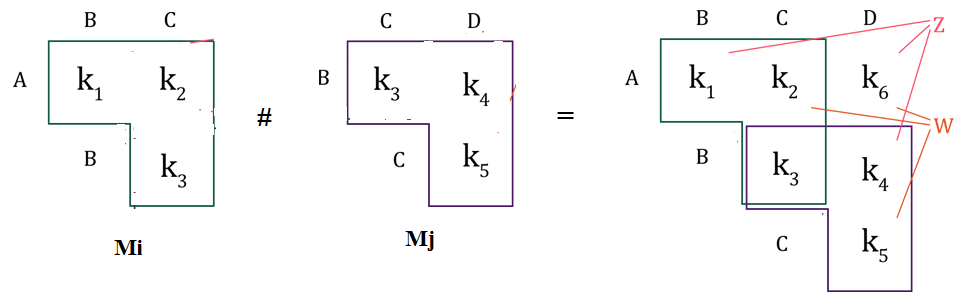 B C
A k₁ k₂
B k₃
Mi
#
C D
B k₃ k₄
C k₅
Mj
=
B C D
A k₁ k₂ k₆
B k₃ k₄
C k₅
Z
W